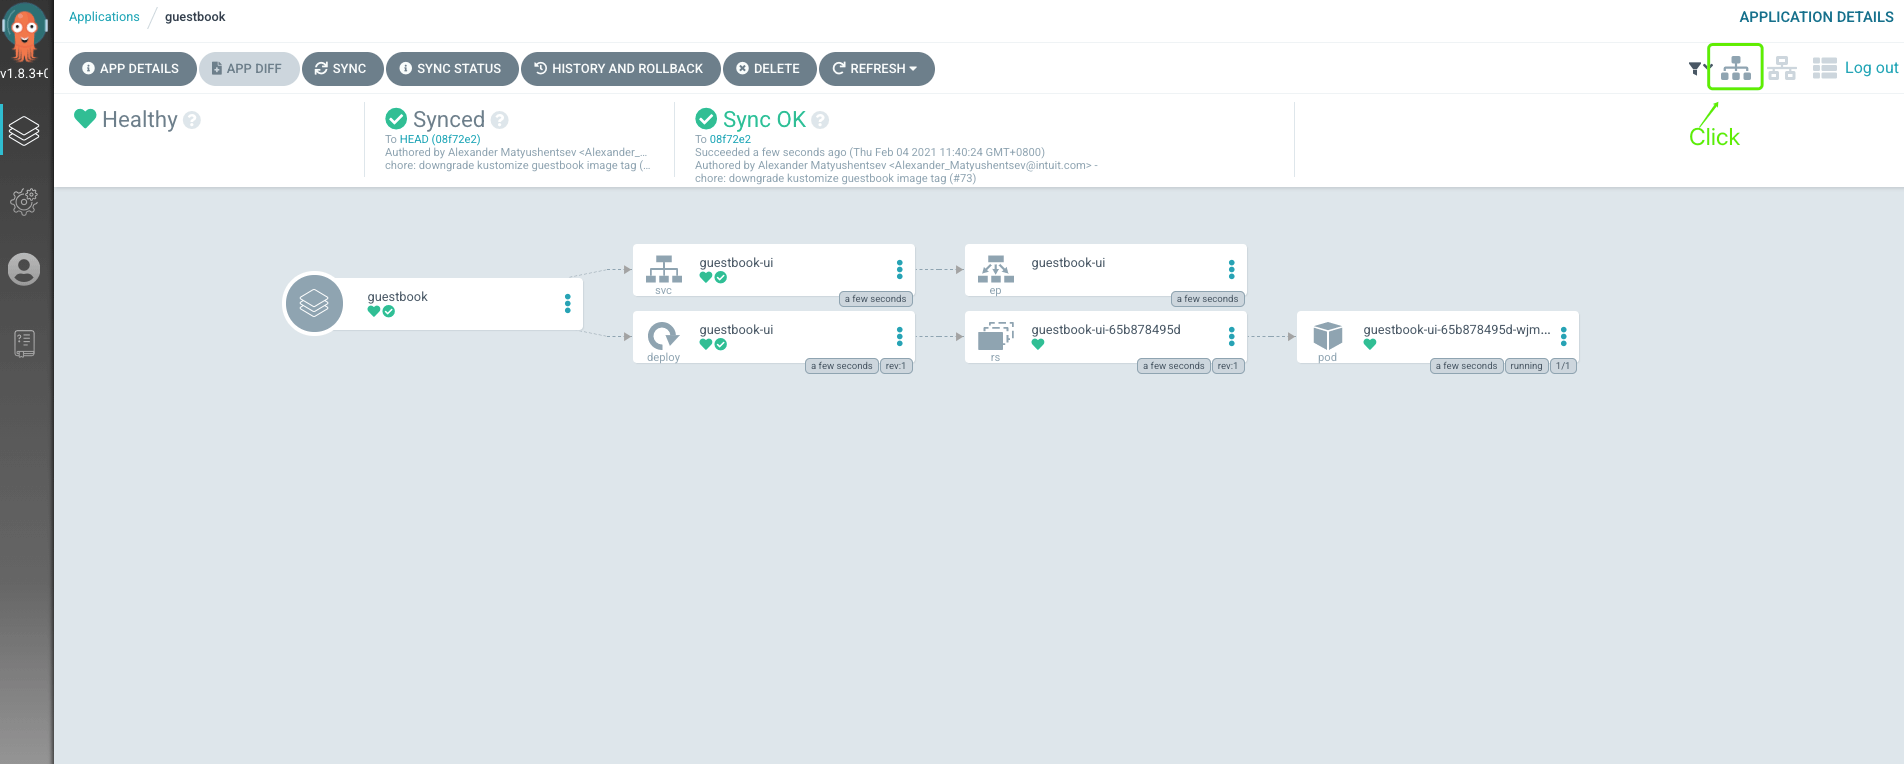 Applications / guestbook
APPLICATION DETAILS
v1.8.3+0
APP DETAILS
APP DIFF
SYNC
SYNC STATUS
HISTORY AND ROLLBACK
DELETE
REFRESH
Log out
Click
Healthy
Synced
To HEAD (08f72e2)
Authored by Alexander Matyushentsev <Alexander_...
chore: downgrade kustomize guestbook image tag (...
Sync OK
To 08f72e2
Succeeded a few seconds ago (Thu Feb 04 2021 11:40:24 GMT+0800)
Authored by Alexander Matyushentsev <Alexander_Matyushentsev@intuit.com> -
chore: downgrade kustomize guestbook image tag (#73)
guestbook
guestbook-ui
svc
a few seconds
guestbook-ui
ep
a few seconds
guestbook-ui
deploy
a few seconds
rev:1
guestbook-ui-65b878495d
rs
a few seconds
rev:1
guestbook-ui-65b878495d-wjm...
pod
a few seconds
running
1/1